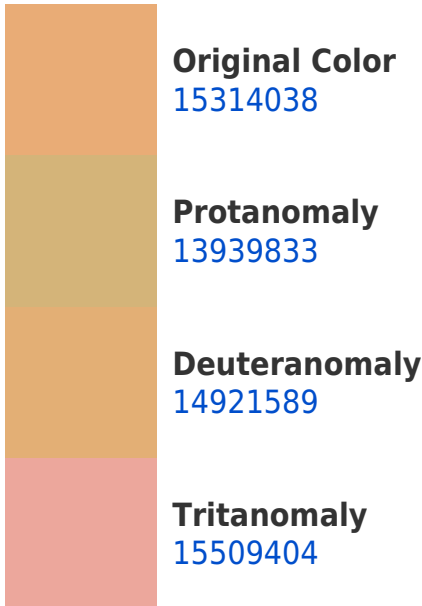 Original Color
15314038
Protanomaly
13939833
Deuteranomaly
14921589
Tritanomaly
15509404